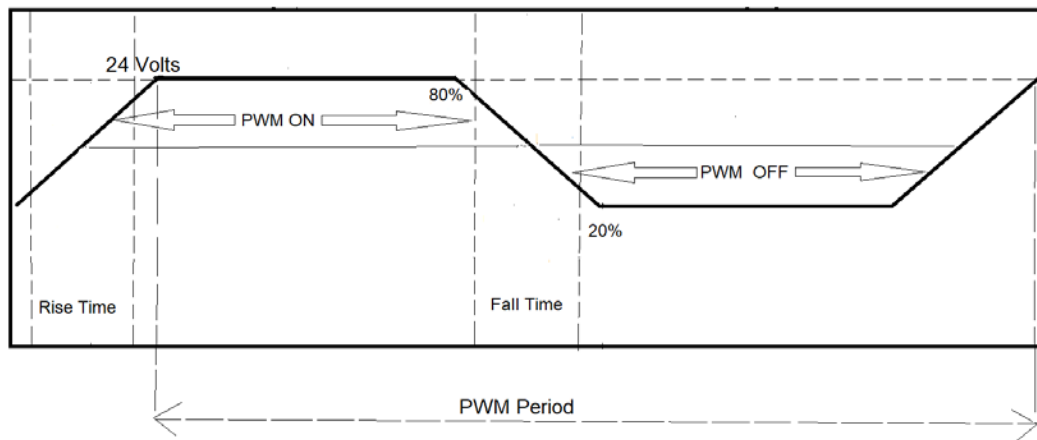 24 Volts
80%
PWM ON
PWM OFF
20%
Rise Time
Fall Time
PWM Period